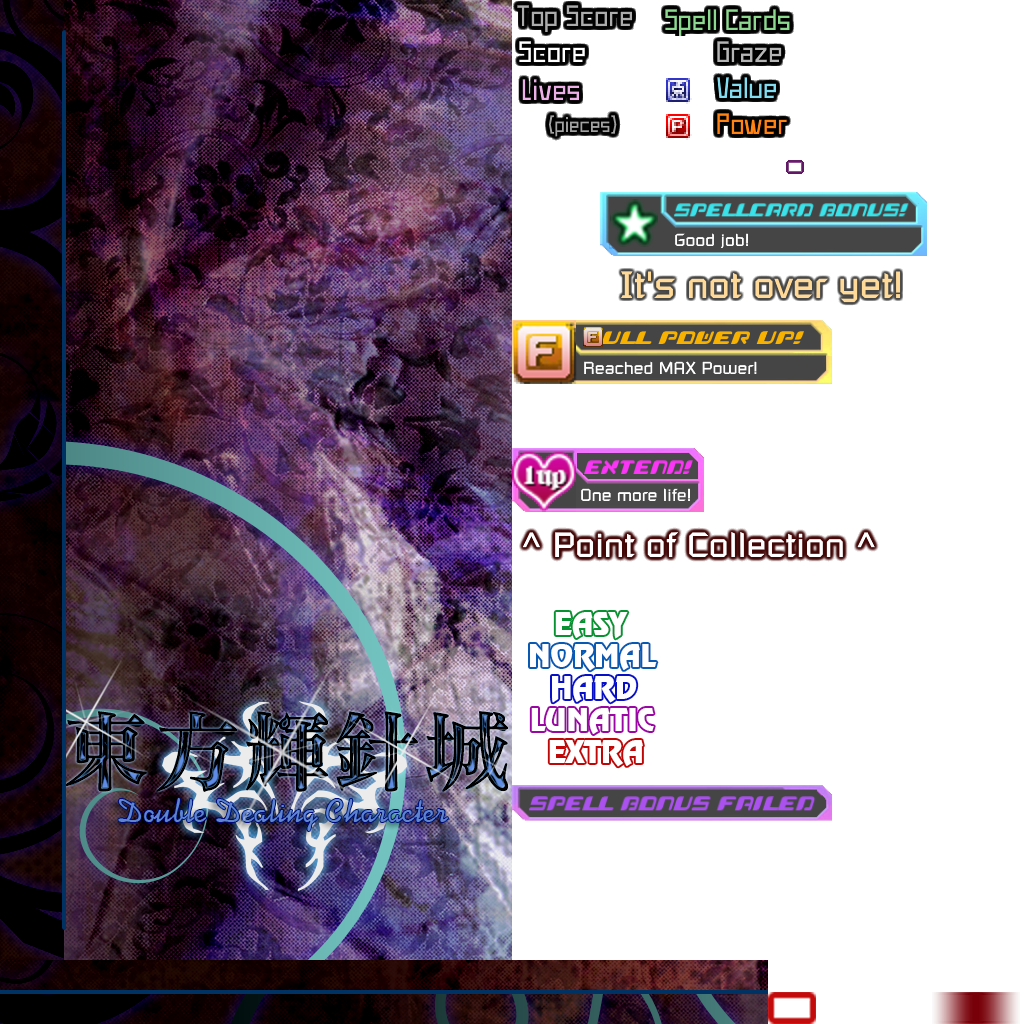 Top Score
Spell Cards
Score
Graze
Lives
Value
(pieces)
P
Power
SPELLCARD BONUS!
Good job!
It's not over yet!
F
FULL POWER UP!
Reached MAX Power!
1up
EXTEND!
One more life!
^ Point of Collection ^
EASY
NORMAL
HARD
LUNATIC
EXTRA
東方輝針城
Double Dealing Character
SPELL BONUS FAILED